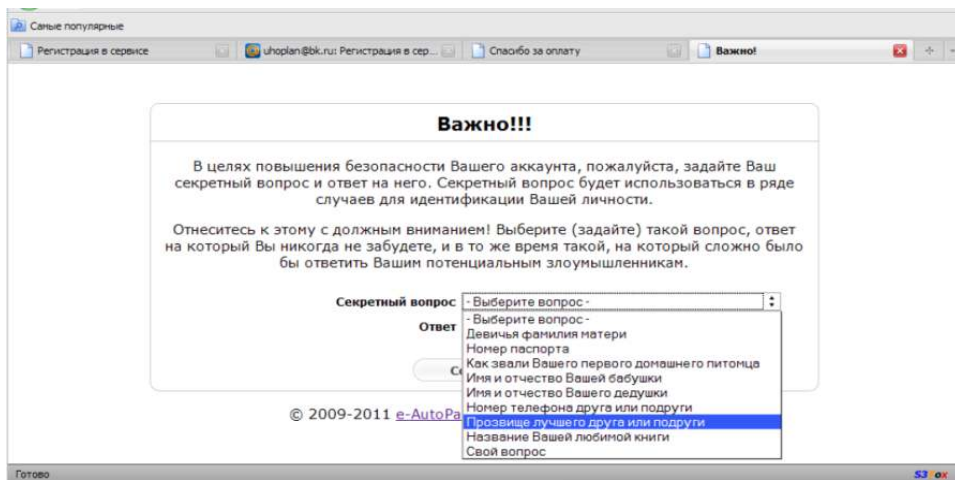 Самые популярные
Регистрация в сервисе
uhoplan@bk.ru: Регистрация в сер...
Спасибо за оплату
Важно!
Важно!!!
В целях повышения безопасности Вашего аккаунта, пожалуйста, задайте Ваш
секретный вопрос и ответ на него. Секретный вопрос будет использоваться в ряде
случаев для идентификации Вашей личности.
Отнеситесь к этому с должным вниманием! Выберите (задайте) такой вопрос, ответ
на который Вы никогда не забудете, и в то же время такой, на который сложно было
бы ответить Вашим потенциальным злоумышленникам.
Секретный вопрос - Выберите вопрос -
- Выберите вопрос -
Ответ
Девичья фамилия матери
Номер паспорта
Как звали Вашего первого домашнего питомца
Имя и отчество Вашей бабушки
Имя и отчество Вашего дедушки
Номер телефона друга или подруги
© 2009-2011 e-AutoPa
Прозвище лучшего друга или подруги
Название Вашей любимой книги
Свой вопрос
Готово